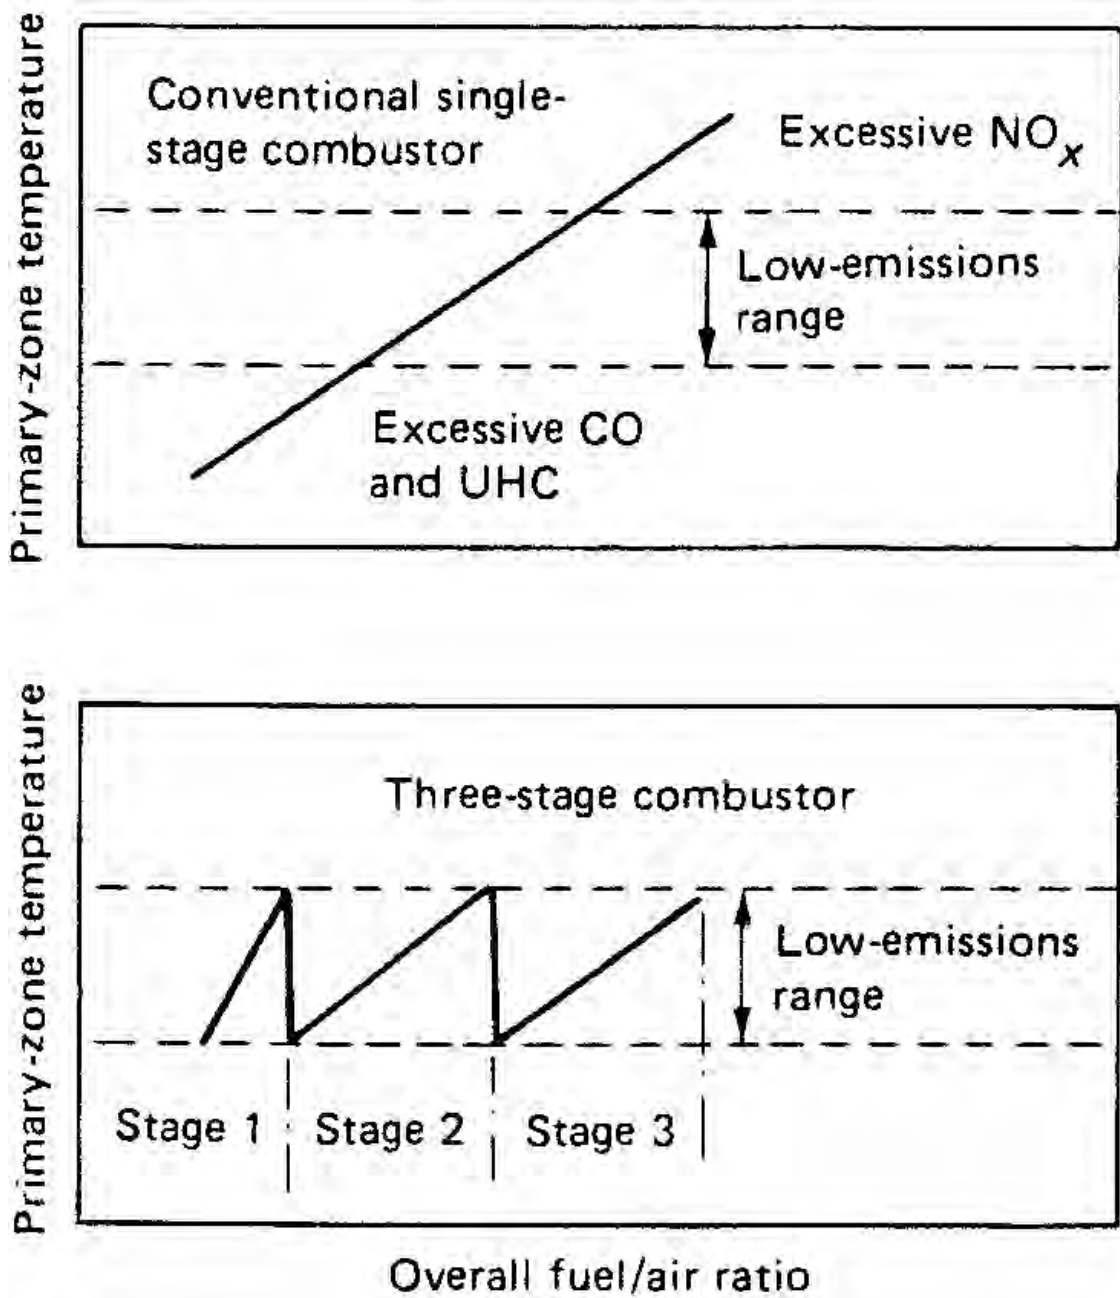 Primary-zone temperature
Conventional single-
stage combustor
Excessive NOx
Low-emissions
range
Excessive CO
and UHC
Primary-zone temperature
Three-stage combustor
Low-emissions
range
Stage 1
Stage 2
Stage 3
Overall fuel/air ratio